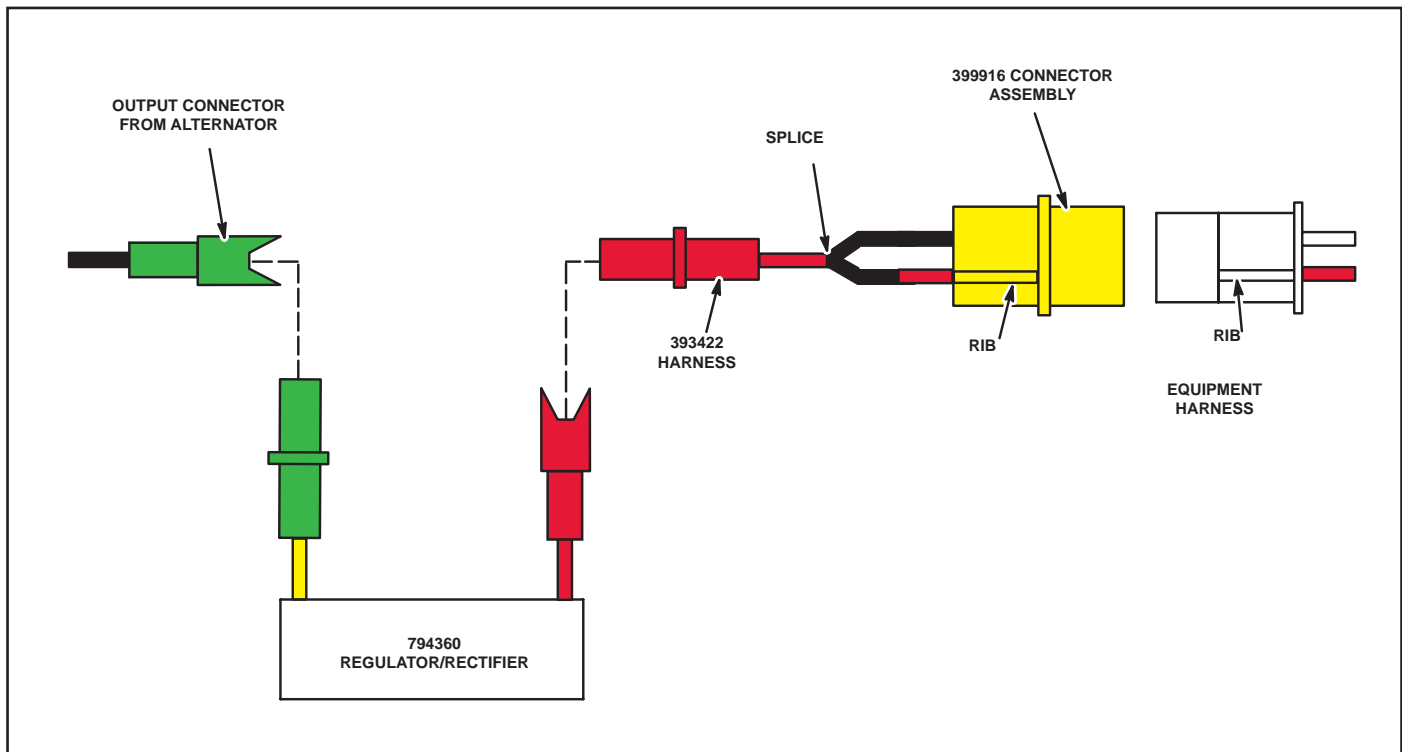 OUTPUT CONNECTOR
FROM ALTERNATOR
SPLICE
399916 CONNECTOR
ASSEMBLY
393422
HARNESS
RIB
RIB
EQUIPMENT
HARNESS
794360
REGULATOR/RECTIFIER